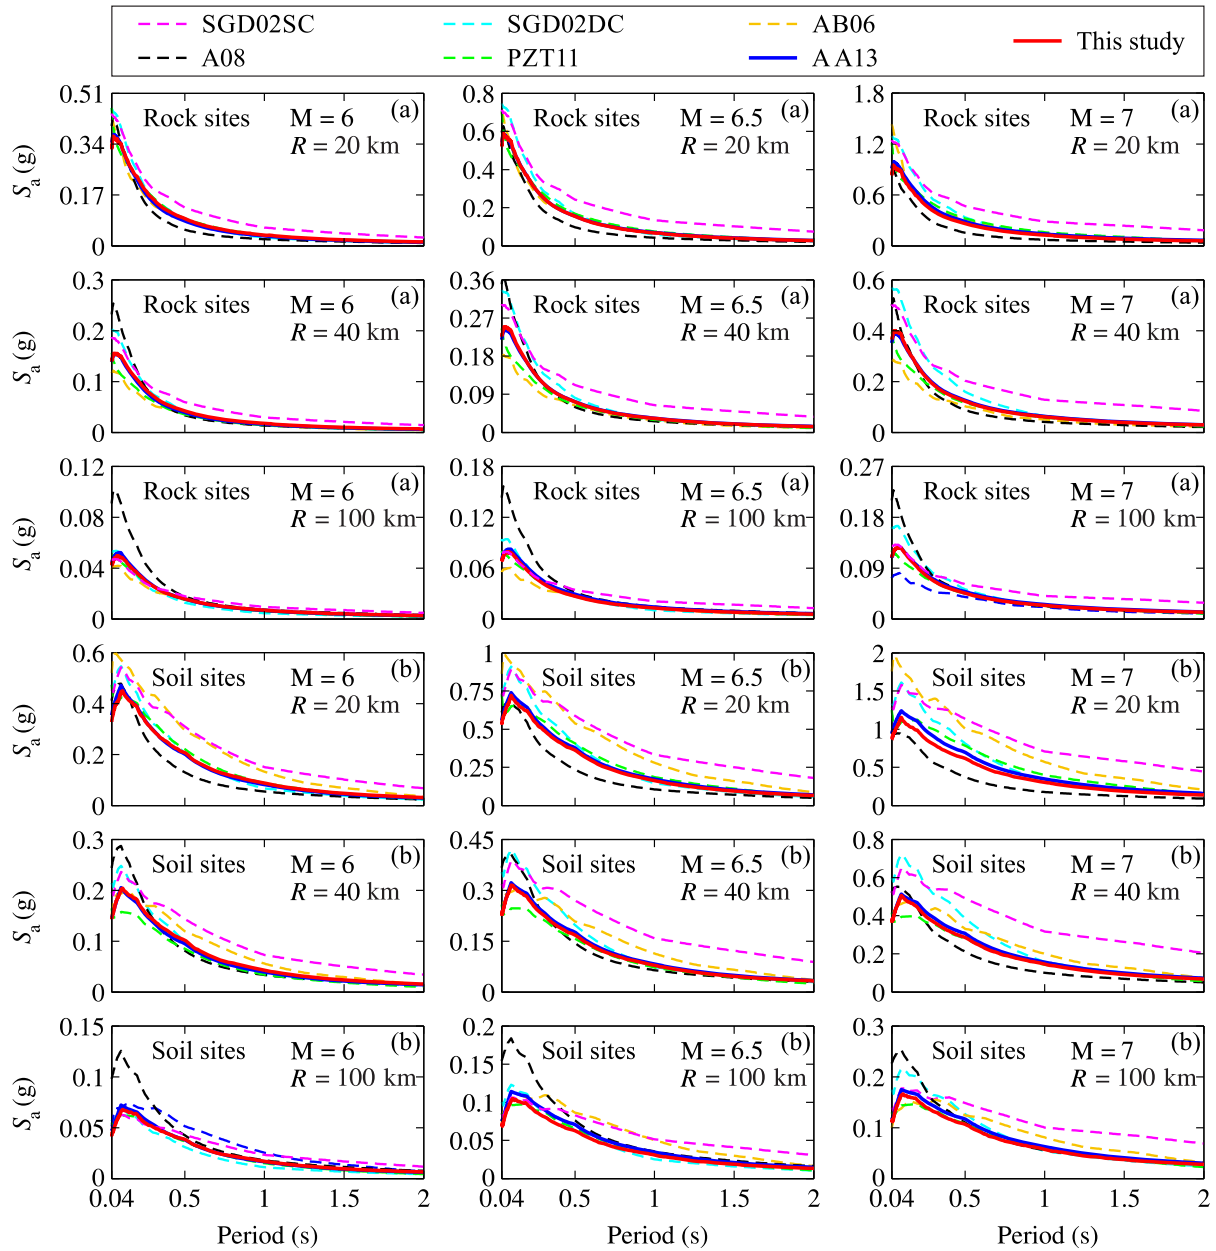 SGD02SC SGD02DC AB06 This study
A08 PZT11 AA13
0.51 0.8 1.8
Rock sites M = 6 (a) Rock sites M = 6.5 (a) Rock sites M = 7 (a)
R = 20 km R = 20 km R = 20 km
0.34 0.6 1.2
Sa (g)
0.17 0.4 0.6
0.2
0 0 0
0.3 0.36 0.6
Rock sites M = 6 (a) Rock sites M = 6.5 (a) Rock sites M = 7 (a)
R = 40 km R = 40 km R = 40 km
0.2 0.27 0.4
Sa (g)
0.18
0.1 0.09 0.2
0 0 0
0.12 0.18 0.27
Rock sites M = 6 (a) Rock sites M = 6.5 (a) Rock sites M = 7 (a)
R = 100 km R = 100 km R = 100 km
0.08 0.12 0.18
Sa (g)
0.04 0.06 0.09
0 0 0
0.6 1 2
Soil sites M = 6 (b) Soil sites M = 6.5 (b) Soil sites M = 7 (b)
R = 20 km R = 20 km R = 20 km
0.4 0.75 1.5
Sa (g)
0.5 1
0.2 0.25 0.5
0 0 0
0.3 0.45 0.8
Soil sites M = 6 (b) Soil sites M = 6.5 (b) Soil sites M = 7 (b)
R = 40 km R = 40 km R = 40 km
0.2 0.3 0.6
Sa (g)
0.4
0.1 0.15 0.2
0 0 0
0.15 0.2 0.3
Soil sites M = 6 (b) Soil sites M = 6.5 (b) Soil sites M = 7 (b)
R = 100 km R = 100 km R = 100 km
0.1 0.15 0.2
Sa (g)
0.1
0.05 0.05 0.1
0 0 0
0.04 0.5 1 1.5 2 0.04 0.5 1 1.5 2 0.04 0.5 1 1.5 2
Period (s) Period (s) Period (s)